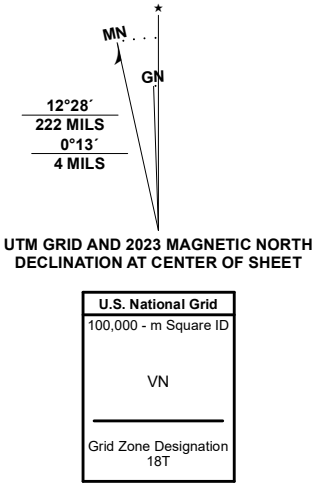 ★
MN
GN
12°28´
222 MILS
0°13´
4 MILS
UTM GRID AND 2023 MAGNETIC NORTH
DECLINATION AT CENTER OF SHEET
U.S. National Grid
100,000 - m Square ID
VN
Grid Zone Designation
18T